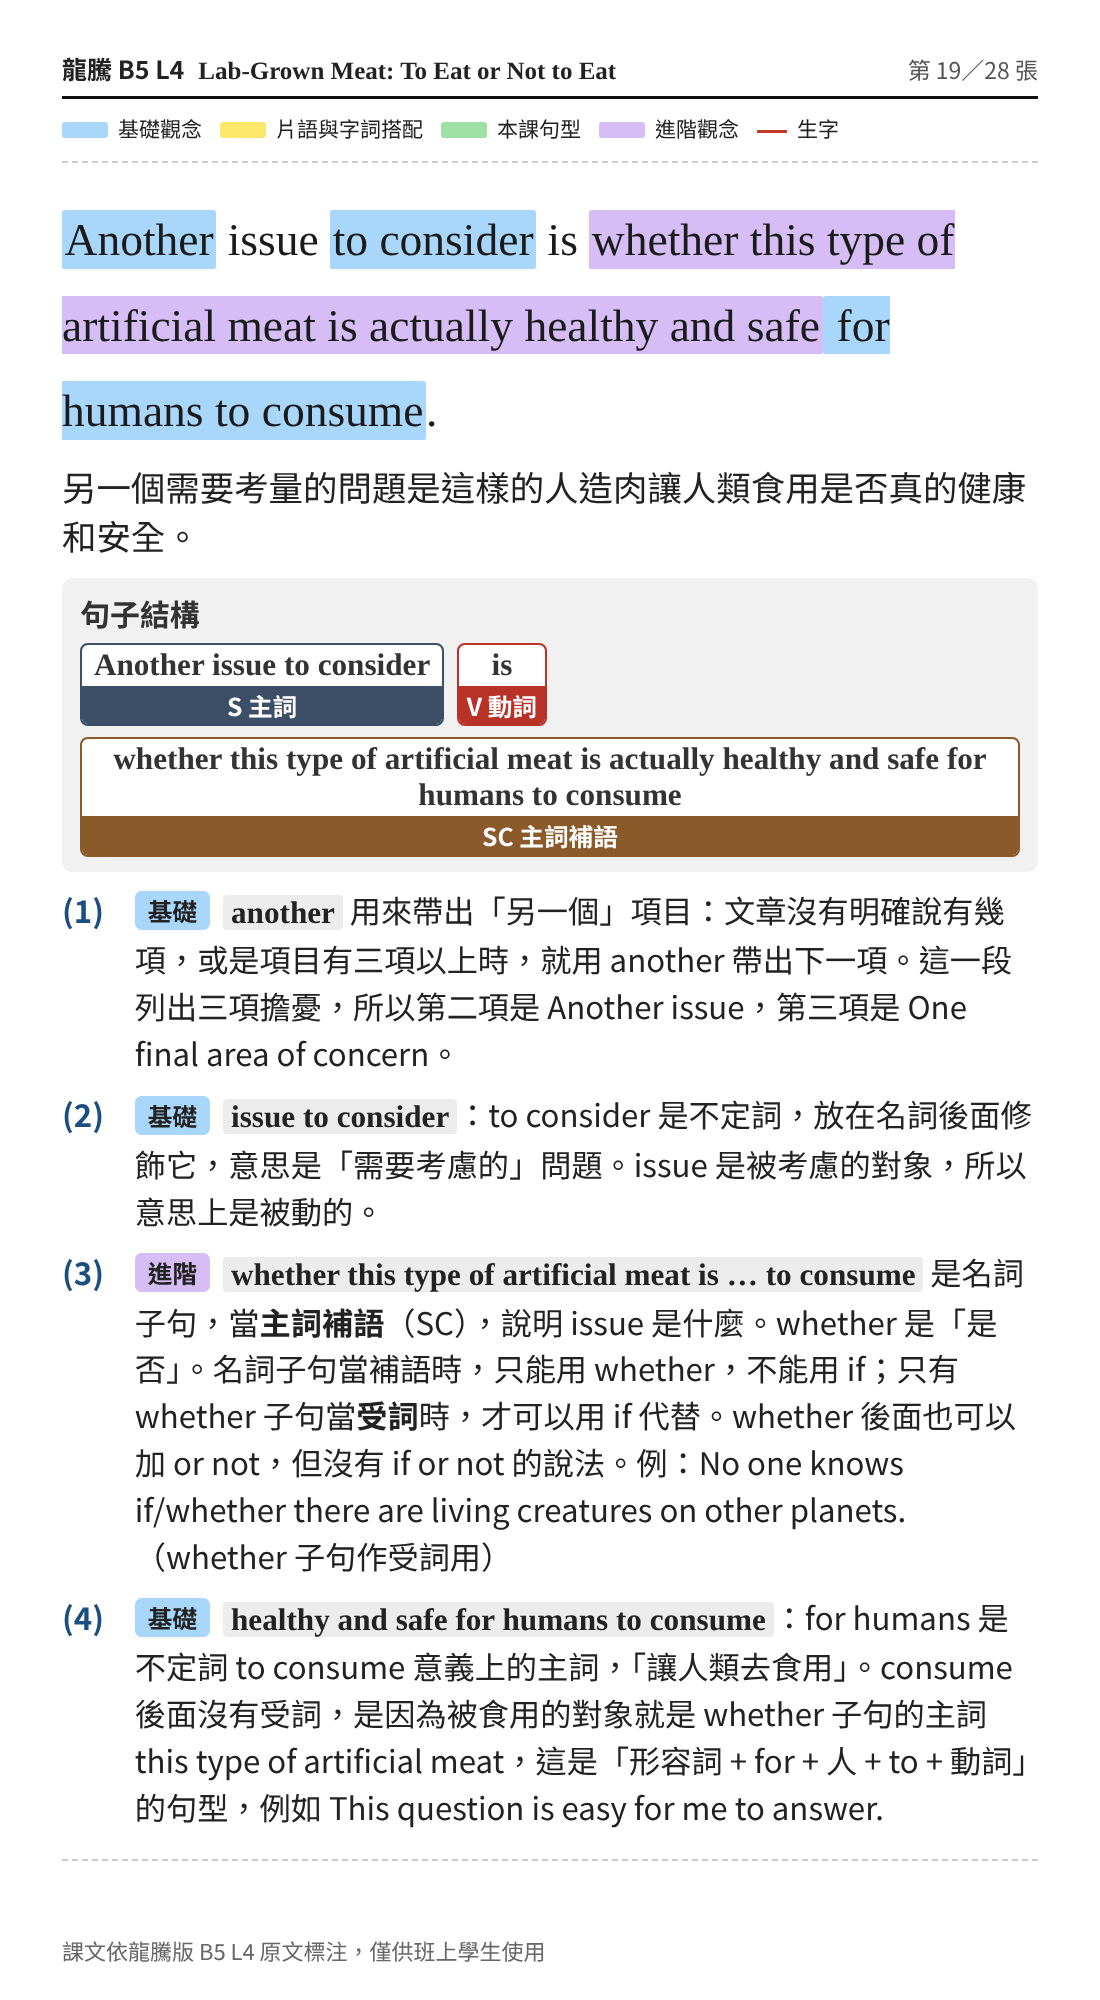 龍騰 B5 L4 Lab-Grown Meat: To Eat or Not to Eat 第 19／28 張
基礎觀念 片語與字詞搭配 本課句型 進階觀念 生字
Another issue to consider is whether this type of
artificial meat is actually healthy and safe for
humans to consume.
另一個需要考量的問題是這樣的人造肉讓人類食用是否真的健康
和安全。
句子結構
Another issue to consider is
S 主詞 V 動詞
whether this type of artificial meat is actually healthy and safe for
humans to consume
SC 主詞補語
(1) 基礎 another 用來帶出「另一個」項目：文章沒有明確說有幾
項，或是項目有三項以上時，就用 another 帶出下一項。這一段
列出三項擔憂，所以第二項是 Another issue，第三項是 One
final area of concern。
(2) 基礎 issue to consider：to consider 是不定詞，放在名詞後面修
飾它，意思是「需要考慮的」問題。issue 是被考慮的對象，所以
意思上是被動的。
(3) 進階 whether this type of artificial meat is … to consume 是名詞
子句，當主詞補語（SC），說明 issue 是什麼。whether 是「是
否」。名詞子句當補語時，只能用 whether，不能用 if；只有
whether 子句當受詞時，才可以用 if 代替。whether 後面也可以
加 or not，但沒有 if or not 的說法。例：No one knows
if/whether there are living creatures on other planets.
（whether 子句作受詞用）
(4) 基礎 healthy and safe for humans to consume：for humans 是
不定詞 to consume 意義上的主詞，「讓人類去食用」。consume
後面沒有受詞，是因為被食用的對象就是 whether 子句的主詞
this type of artificial meat，這是「形容詞 + for + 人 + to + 動詞」
的句型，例如 This question is easy for me to answer.
課文依龍騰版 B5 L4 原文標注，僅供班上學生使用